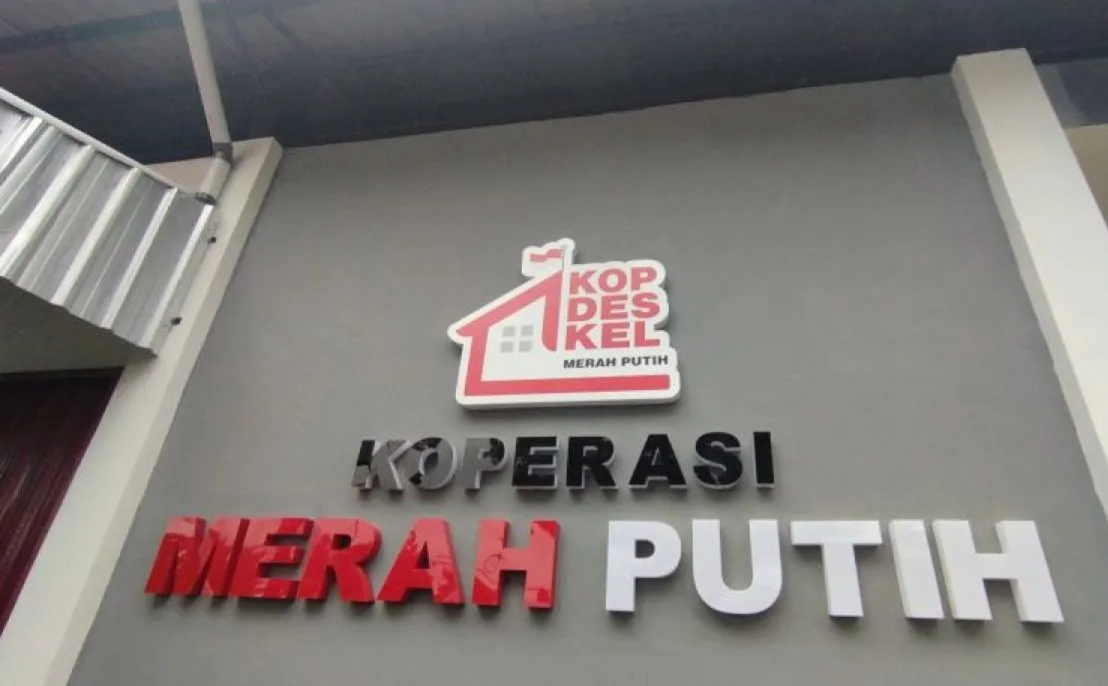 KOP
DES
KEL
MERAH PUTIH
KOPERASI
MERAH PUTIH